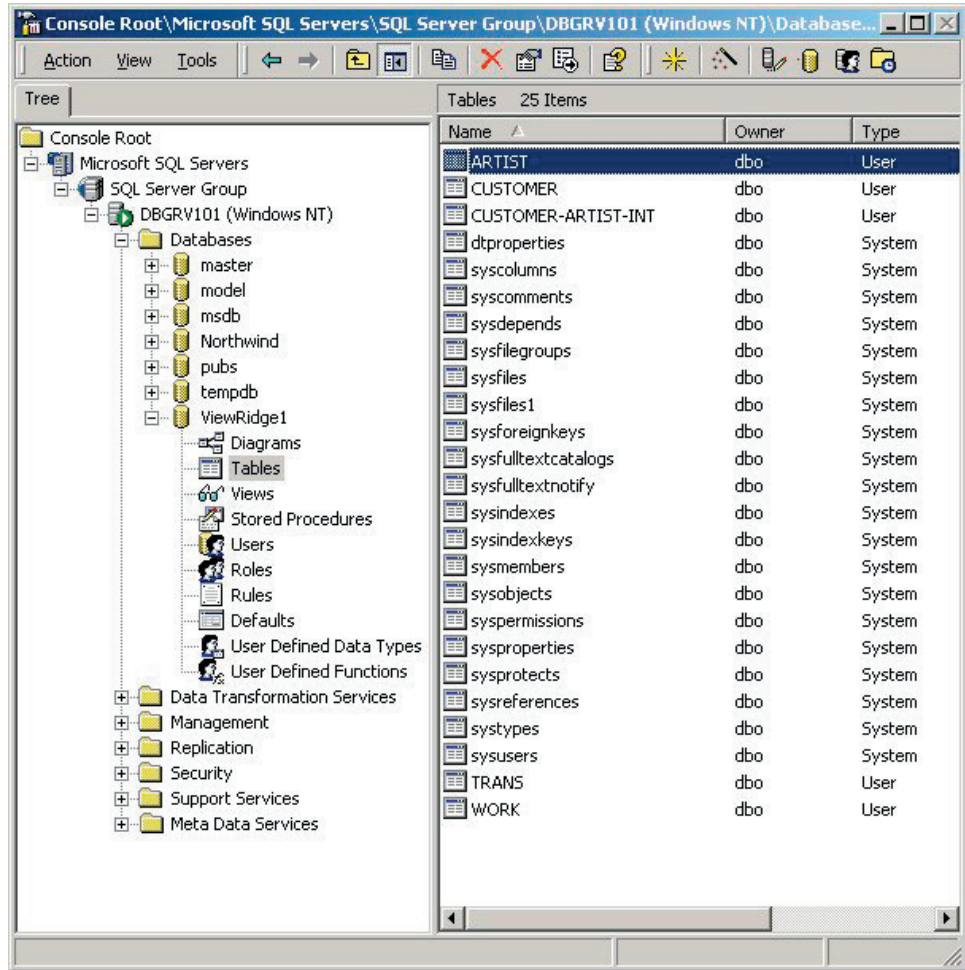 Console Root\Microsoft SQL Servers\SQL Server Group\DBGRV101 (Windows NT)\Database...
Action View Tools
Tree
Console Root
Microsoft SQL Servers
SQL Server Group
DBGRV101 (Windows NT)
Databases
master
model
msdb
Northwind
pubs
tempdb
ViewRidge1
Diagrams
Tables
Views
Stored Procedures
Users
Roles
Rules
Defaults
User Defined Data Types
User Defined Functions
Data Transformation Services
Management
Replication
Security
Support Services
Meta Data Services
Tables 25 Items
Name Owner Type
ARTIST dbo User
CUSTOMER dbo User
CUSTOMER-ARTIST-INT dbo User
dtproperties dbo System
syscolumns dbo System
syscomments dbo System
sysdepends dbo System
sysfilegroups dbo System
sysfiles dbo System
sysfiles1 dbo System
sysforeignkeys dbo System
sysfulltextcatalogs dbo System
sysfulltextnotify dbo System
sysindexes dbo System
sysindexkeys dbo System
sysmembers dbo System
sysobjects dbo System
syspermissions dbo System
sysproperties dbo System
sysprotects dbo System
sysreferences dbo System
systypes dbo System
sysusers dbo System
TRANS dbo User
WORK dbo User